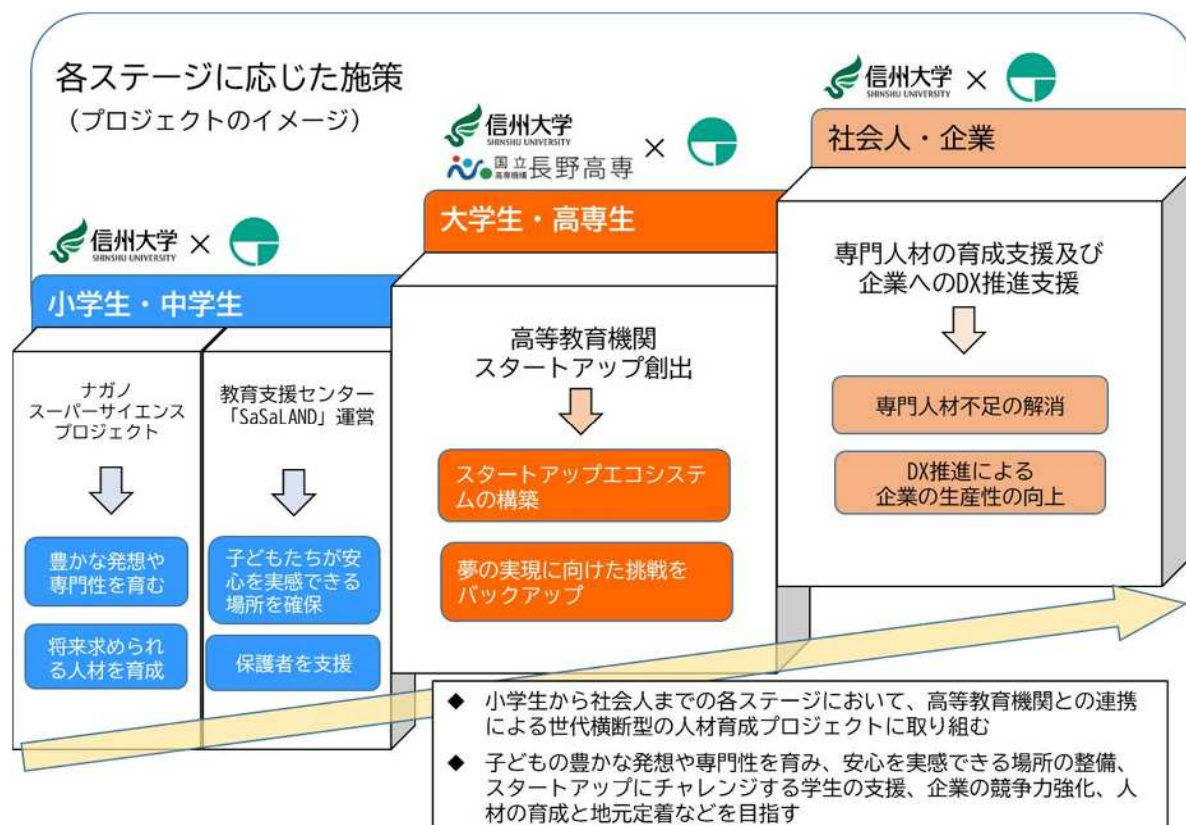 各ステージに応じた施策
（プロジェクトのイメージ）
信州大学
SHINSHU UNIVERSITY
×
小学生・中学生
ナガノ
スーパーサイエンス
プロジェクト
豊かな発想や
専門性を育む
将来求められ
る人材を育成
教育支援センター
「SaSaLAND」運営
子どもたちが安
心を実感できる
場所を確保
保護者を支援
信州大学
SHINSHU UNIVERSITY
国立
高専機構
長野高専
×
大学生・高専生
高等教育機関
スタートアップ創出
スタートアップエコシステ
ムの構築
夢の実現に向けた挑戦を
バックアップ
信州大学
SHINSHU UNIVERSITY
×
社会人・企業
専門人材の育成支援及び
企業へのDX推進支援
専門人材不足の解消
DX推進による
企業の生産性の向上
◆ 小学生から社会人までの各ステージにおいて、高等教育機関との連携
による世代横断型の人材育成プロジェクトに取り組む
◆ 子どもの豊かな発想や専門性を育み、安心を実感できる場所の整備、
スタートアップにチャレンジする学生の支援、企業の競争力強化、人
材の育成と地元定着などを目指す